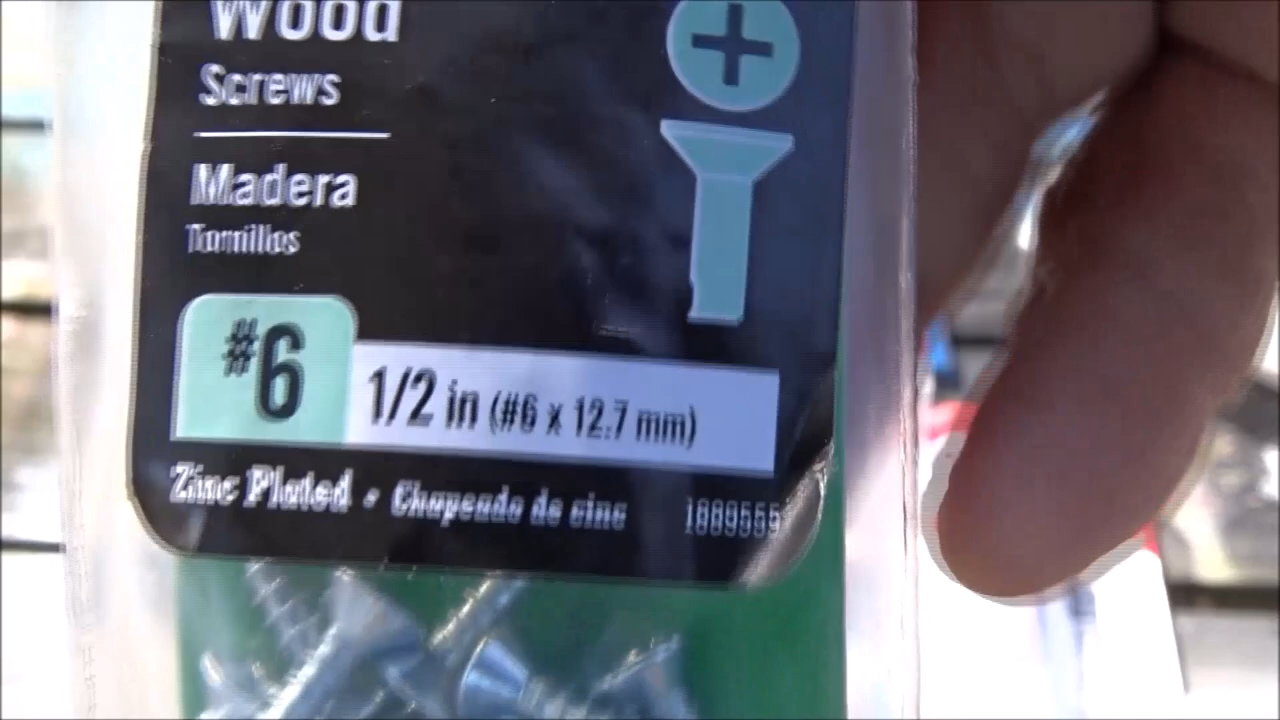 Wood
Screws
Madera
Tornillos
#6
1/2 in (#6 x 12.7 mm)
Zinc Plated • Chapeado de zinc 1889555